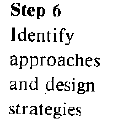 Step 6
Identify
approaches
and design
strategies